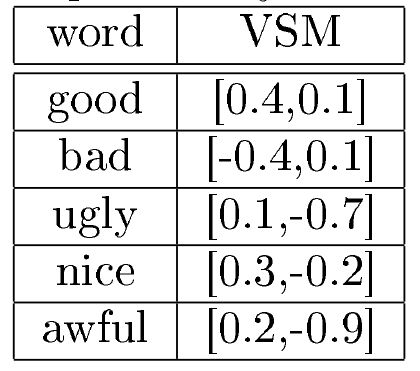 word VSM
good [0.4,0.1]
bad [-0.4,0.1]
ugly [0.1,-0.7]
nice [0.3,-0.2]
awful [0.2,-0.9]